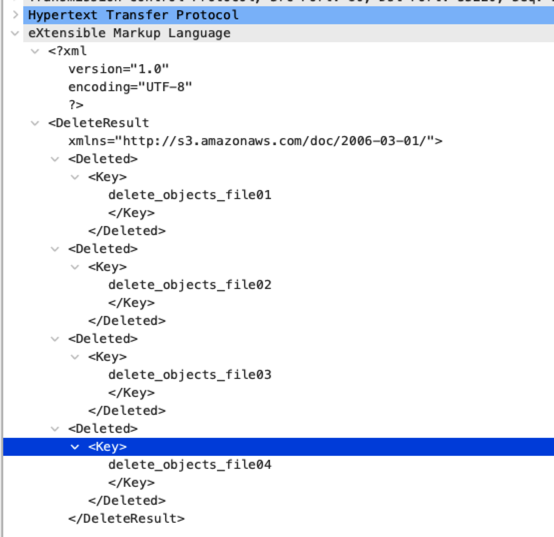 Hypertext Transfer Protocol
eXtensible Markup Language
<?xml
version="1.0"
encoding="UTF-8"
?>
<DeleteResult
xmlns="http://s3.amazonaws.com/doc/2006-03-01/">
<Deleted>
<Key>
delete_objects_file01
</Key>
</Deleted>
<Deleted>
<Key>
delete_objects_file02
</Key>
</Deleted>
<Deleted>
<Key>
delete_objects_file03
</Key>
</Deleted>
<Deleted>
<Key>
delete_objects_file04
</Key>
</Deleted>
</DeleteResult>